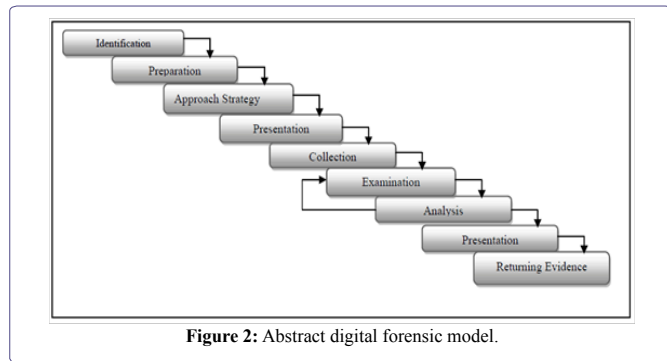 Identification
Preparation
Approach Strategy
Presentation
Collection
Examination
Analysis
Presentation
Returning Evidence
Figure 2: Abstract digital forensic model.